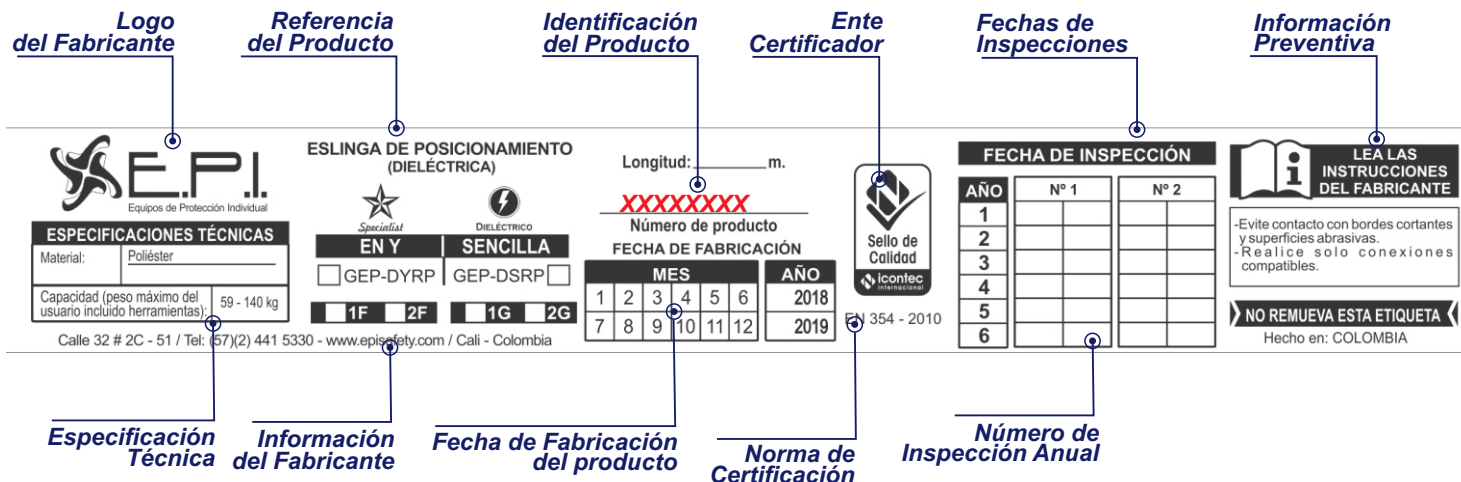 Logo
del Fabricante
Referencia
del Producto
Identificación
del Producto
Ente
Certificador
Fechas de
Inspecciones
Información
Preventiva
E.P.I.
Equipos de Protección Individual
ESPECIFICACIONES TÉCNICAS
Material: Poliéster
Capacidad (peso máximo del
usuario incluido herramientas): 59 - 140 kg
ESLINGA DE POSICIONAMIENTO
(DIELÉCTRICA)
Specialist DIELÉCTRICO
EN Y SENCILLA
GEP-DYRP GEP-DSRP
1F 2F 1G 2G
Calle 32 # 2C - 51 / Tel: (57)(2) 441 5330 - www.episafety.com / Cali - Colombia
Longitud:________m.
XXXXXXXX
Número de producto
FECHA DE FABRICACIÓN
MES AÑO
1 2 3 4 5 6 2018
7 8 9 10 11 12 2019
Sello de
Calidad
icontec
internacional
EN 354 - 2010
FECHA DE INSPECCIÓN
AÑO Nº 1 Nº 2
1
2
3
4
5
6
i
LEA LAS
INSTRUCCIONES
DEL FABRICANTE
-Evite contacto con bordes cortantes
y superficies abrasivas.
-Realice solo conexiones
compatibles.
NO REMUEVA ESTA ETIQUETA
Hecho en: COLOMBIA
Especificación
Técnica
Información
del Fabricante
Fecha de Fabricación
del producto
Norma de
Certificación
Número de
Inspección Anual